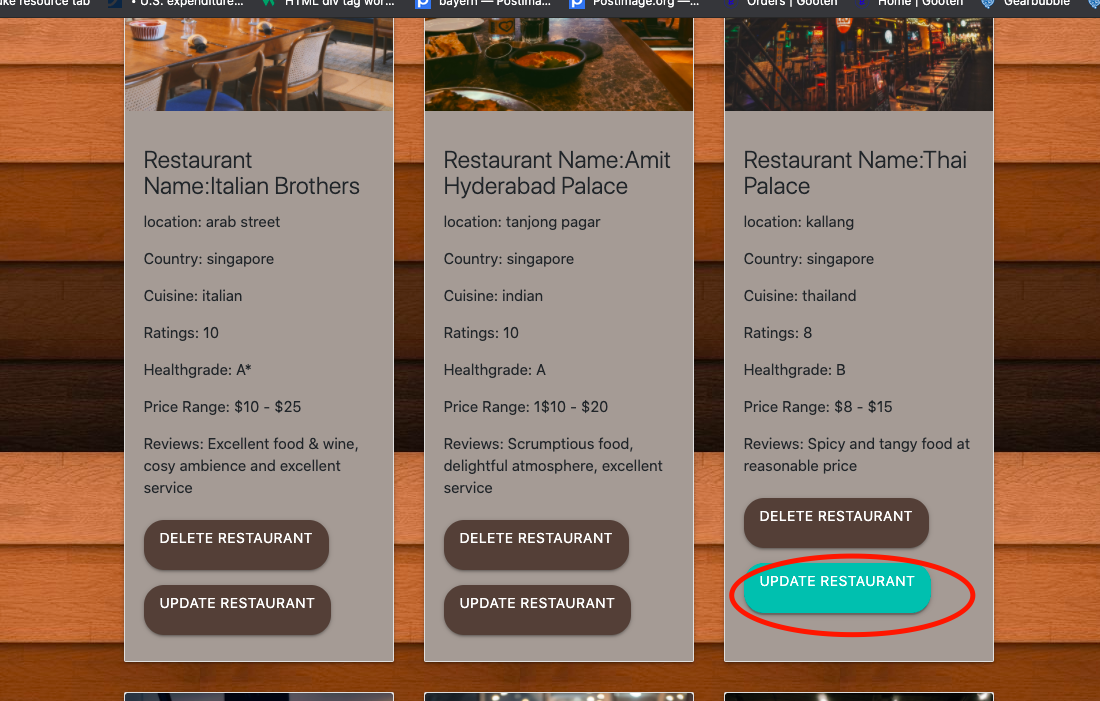 resource tab
• U.S. expenditure...
HTML div tag wor...
bayern — Postima...
Postimage.org —...
Orders | Gooten
Home | Gooten
Gearbubble
Restaurant
Name:Italian Brothers
location: arab street
Country: singapore
Cuisine: italian
Ratings: 10
Healthgrade: A*
Price Range: $10 - $25
Reviews: Excellent food & wine,
cosy ambience and excellent
service
DELETE RESTAURANT
UPDATE RESTAURANT
Restaurant Name:Amit
Hyderabad Palace
location: tanjong pagar
Country: singapore
Cuisine: indian
Ratings: 10
Healthgrade: A
Price Range: 1$10 - $20
Reviews: Scrumptious food,
delightful atmosphere, excellent
service
DELETE RESTAURANT
UPDATE RESTAURANT
Restaurant Name:Thai
Palace
location: kallang
Country: singapore
Cuisine: thailand
Ratings: 8
Healthgrade: B
Price Range: $8 - $15
Reviews: Spicy and tangy food at
reasonable price
DELETE RESTAURANT
UPDATE RESTAURANT